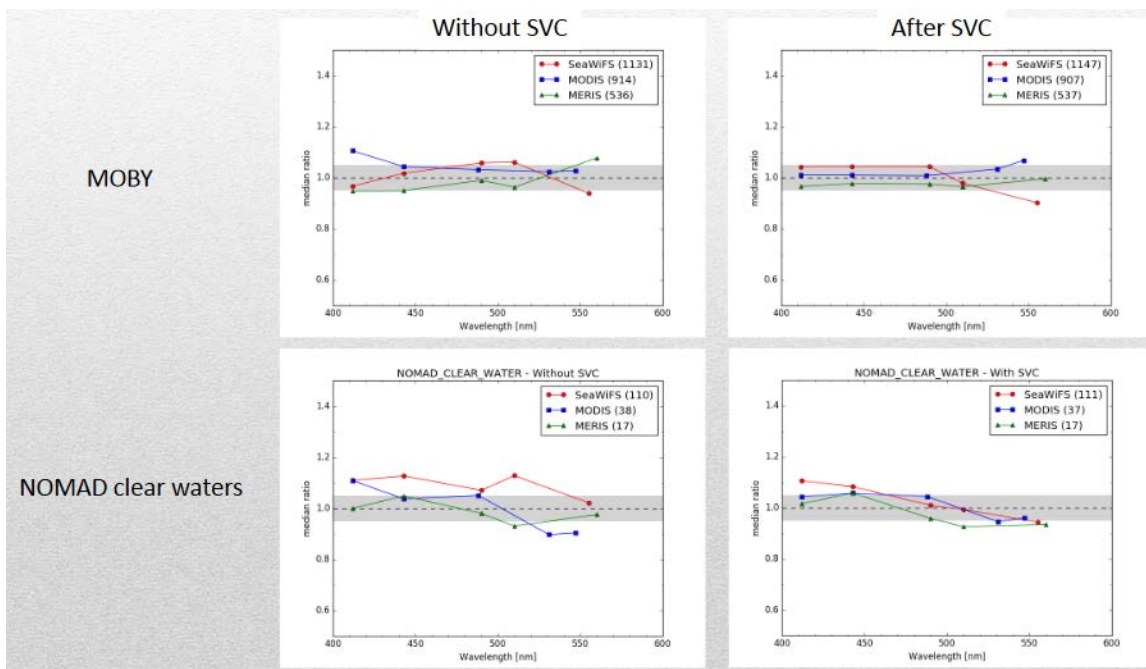 Without SVC
After SVC
MOBY
SeaWiFS (1131)
MODIS (914)
MERIS (536)
1.4
1.2
1.0
0.8
0.6
median ratio
400
450
500
550
600
Wavelength [nm]
SeaWiFS (1147)
MODIS (907)
MERIS (537)
1.4
1.2
1.0
0.8
0.6
median ratio
400
450
500
550
600
Wavelength [nm]
NOMAD clear waters
NOMAD_CLEAR_WATER - Without SVC
SeaWiFS (110)
MODIS (38)
MERIS (17)
1.4
1.2
1.0
0.8
0.6
median ratio
400
450
500
550
600
Wavelength [nm]
NOMAD_CLEAR_WATER - With SVC
SeaWiFS (111)
MODIS (37)
MERIS (17)
1.4
1.2
1.0
0.8
0.6
median ratio
400
450
500
550
600
Wavelength [nm]